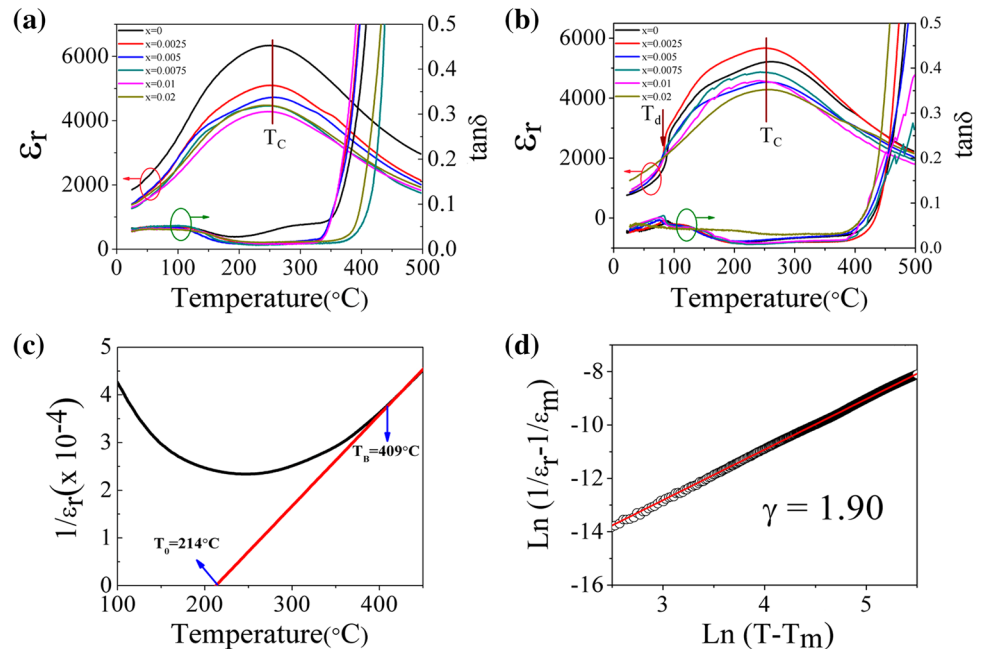 (a)
εr
6000
4000
2000
0
x=0
x=0.0025
x=0.005
x=0.0075
x=0.01
x=0.02
TC
0.5
0.4
0.3
0.2
0.1
0.0
tanδ
0 100 200 300 400 500
Temperature(°C)
(b)
εr
6000
4000
2000
0
x=0
x=0.0025
x=0.005
x=0.0075
x=0.01
x=0.02
Td
TC
0.5
0.4
0.3
0.2
0.1
0.0
tanδ
0 100 200 300 400 500
Temperature(°C)
(c)
1/εr(x 10-4)
5
4
3
2
1
0
TB=409°C
T0=214°C
100 200 300 400
Temperature(°C)
(d)
Ln (1/εr-1/εm)
-8
-10
-12
-14
-16
γ = 1.90
3 4 5
Ln (T-Tm)